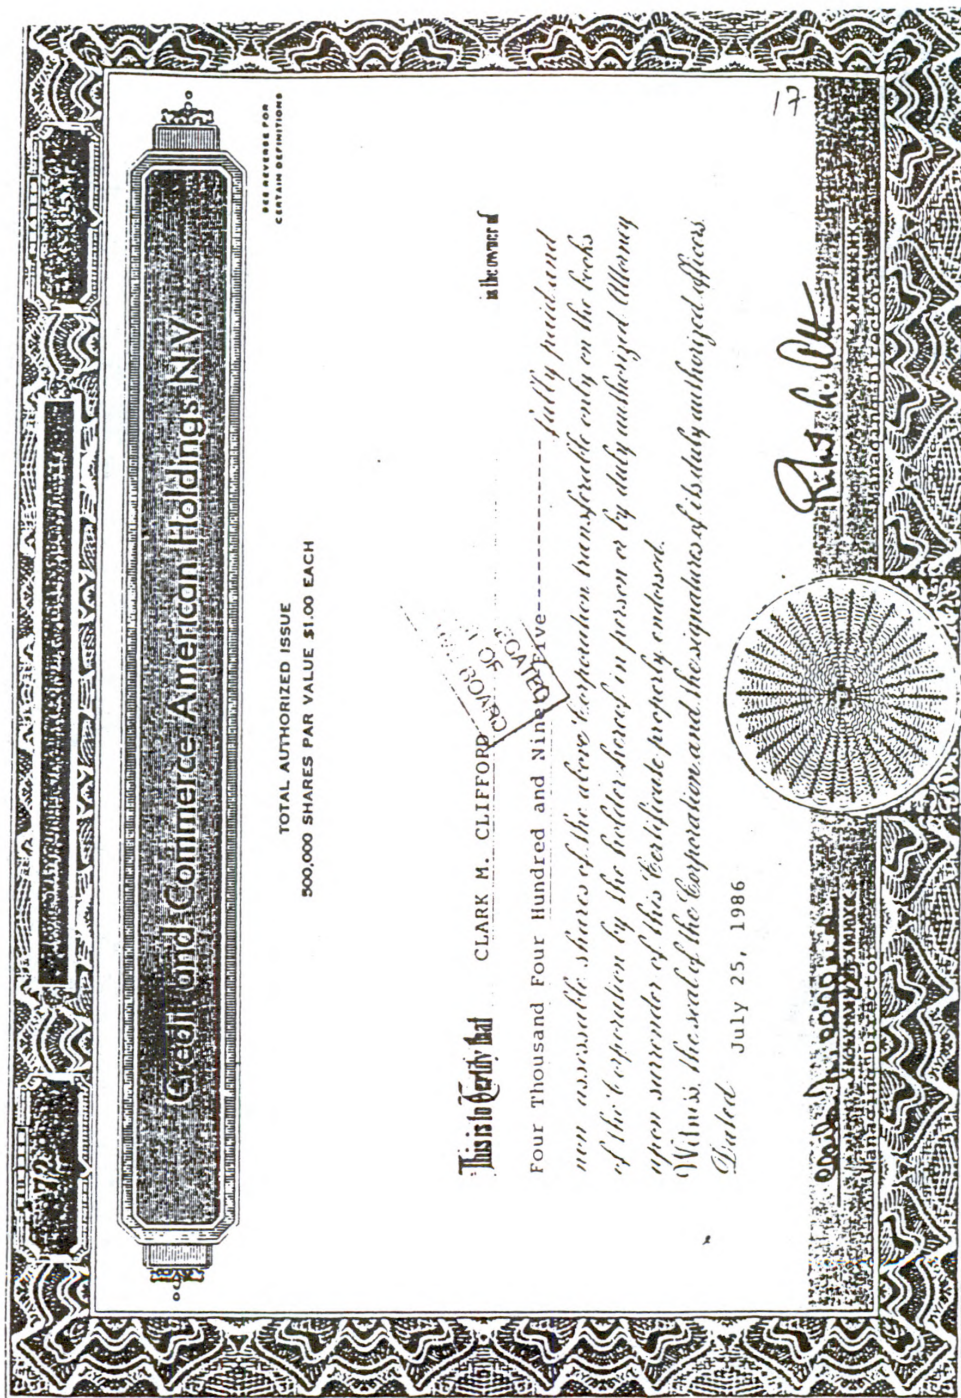 NUMBER
172
SHARES
4,495
Credit and Commerce American Holdings N.V.
SEE REVERSE FOR
CERTAIN DEFINITIONS
TOTAL AUTHORIZED ISSUE
500,000 SHARES PAR VALUE $1.00 EACH
This is to Certify that CLARK M. CLIFFORD is the owner of
Four Thousand Four Hundred and Ninety Five-------------------- fully paid and
non assessable shares of the above Corporation transferable only on the books
of the Corporation by the holder hereof in person or by duly authorized Attorney
upon surrender of this Certificate properly endorsed.
Witness, the seal of the Corporation and the signatures of its duly authorized officers.
Dated July 25, 1986
17
Managing Director
Managing Director